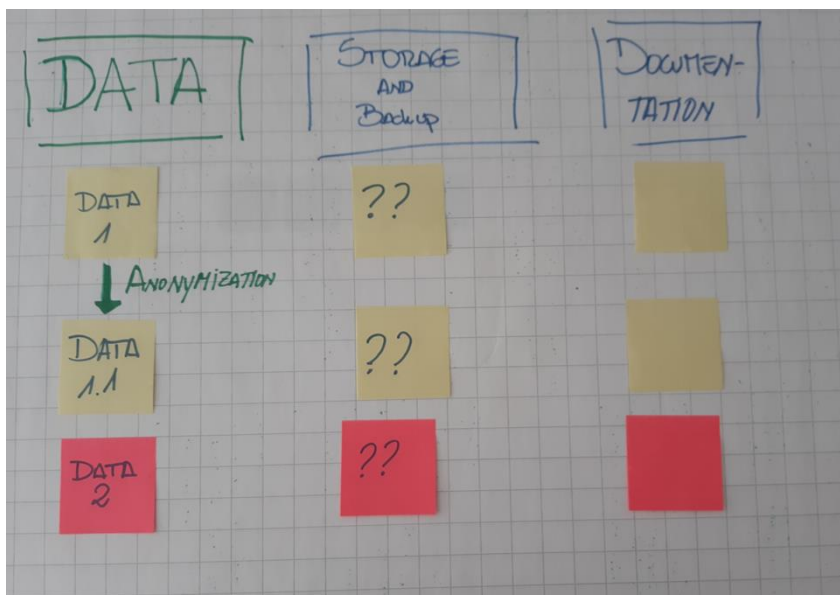 DATA
STORAGE
AND
Backup
DOCUMEN-
TATION
DATA
1
??
ANONYMIZATION
DATA
1.1
??
DATA
2
??